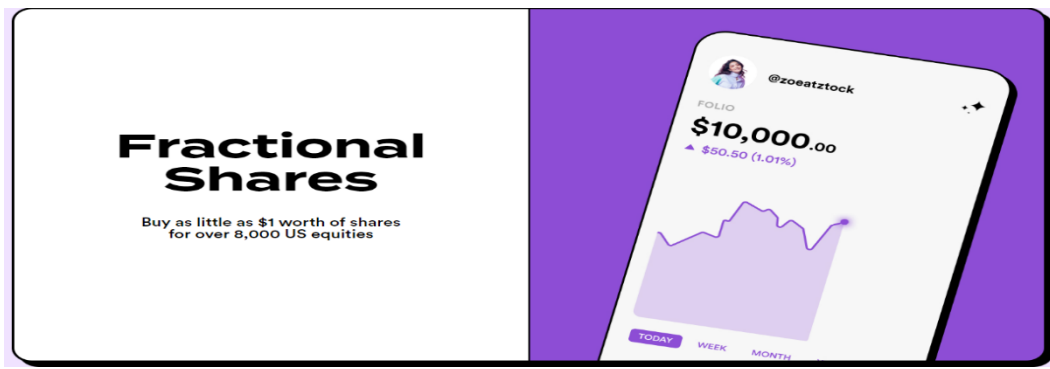 Fractional
Shares
Buy as little as $1 worth of shares
for over 8,000 US equities
@zoeatztock
FOLIO
$10,000.00
▲ $50.50 (1.01%)
TODAY WEEK MONTH